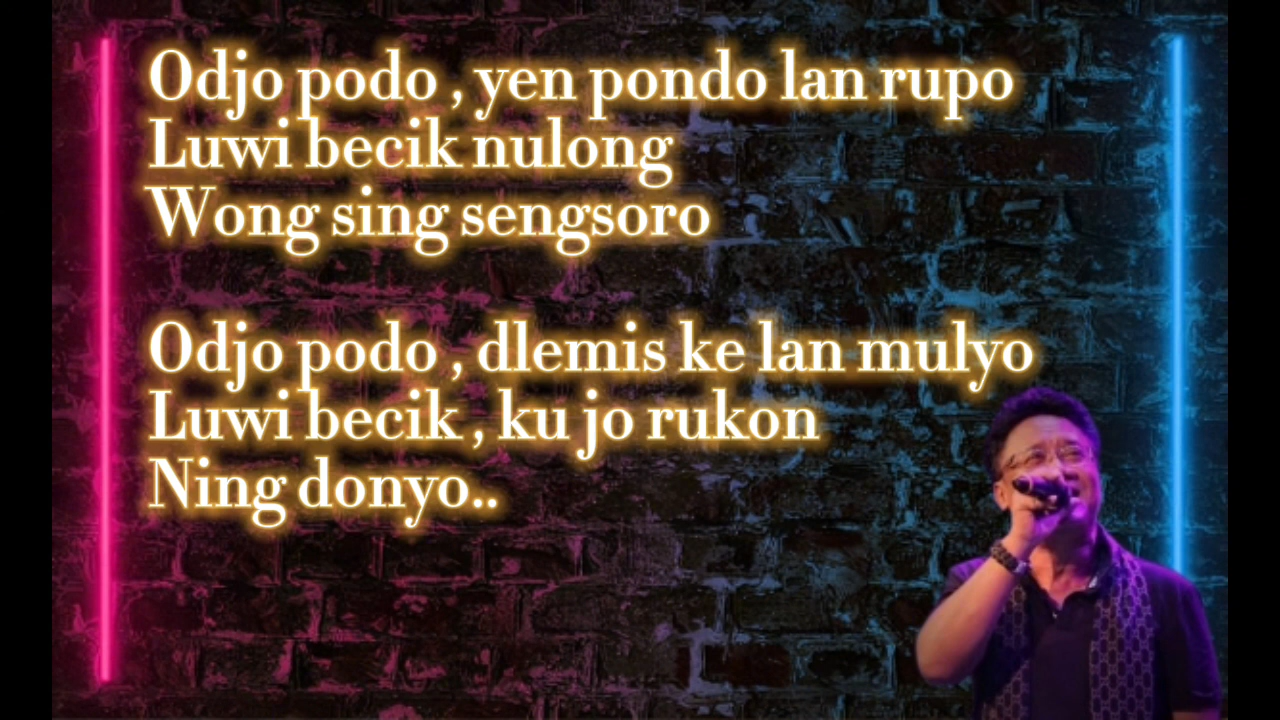 Odjo podo , yen pondo lan rupo
Luwi becik nulong
Wong sing sengsoro
Odjo podo , dlemis ke lan mulyo
Luwi becik , ku jo rukon
Ning donyo..